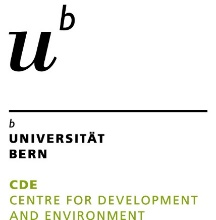 u b
b
UNIVERSITÄT
BERN
CDE
CENTRE FOR DEVELOPMENT
AND ENVIRONMENT